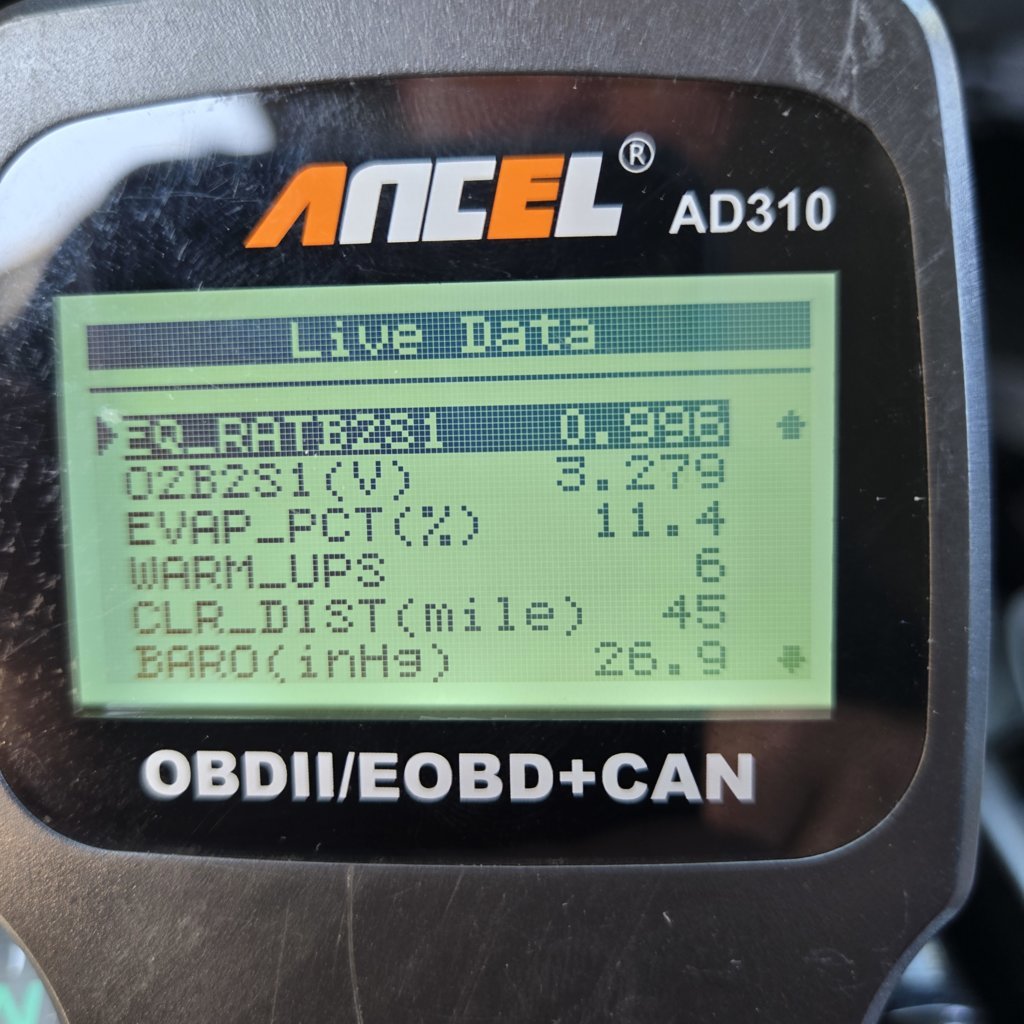 ANCEL® AD310
Live Data
EQ_RATB2S1 0.996
O2B2S1(V) 3.279
EVAP_PCT(%) 11.4
WARM_UPS 6
CLR_DIST(mile) 45
BARO(inHg) 26.9
OBDII/EOBD+CAN